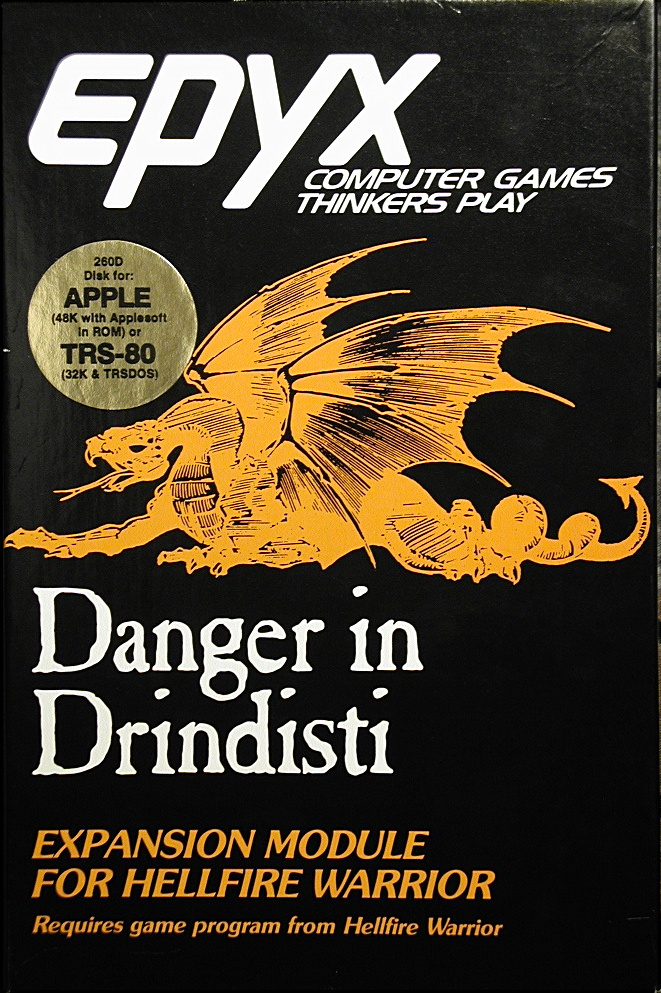 EPYX
COMPUTER GAMES
THINKERS PLAY
260D
Disk for:
APPLE
(48K with Applesoft
in ROM) or
TRS-80
(32K & TRSDOS)
Danger in
Drindisti
EXPANSION MODULE
FOR HELLFIRE WARRIOR
Requires game program from Hellfire Warrior